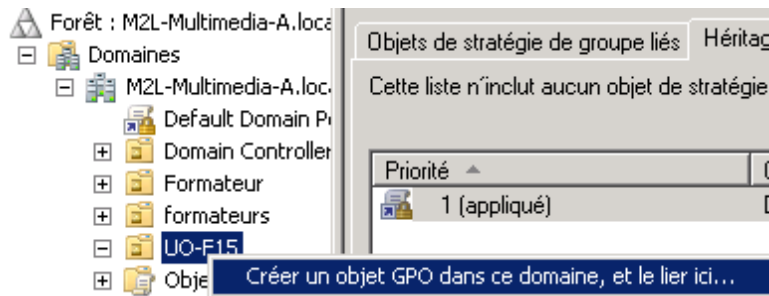 Forêt : M2L-Multimedia-A.loca
Domaines
M2L-Multimedia-A.loc
Default Domain P
Domain Controller
Formateur
formateurs
UO-F15
Obje
Objets de stratégie de groupe liés
Héritag
Cette liste n'inclut aucun objet de stratégie
Priorité
1 (appliqué)
Créer un objet GPO dans ce domaine, et le lier ici...